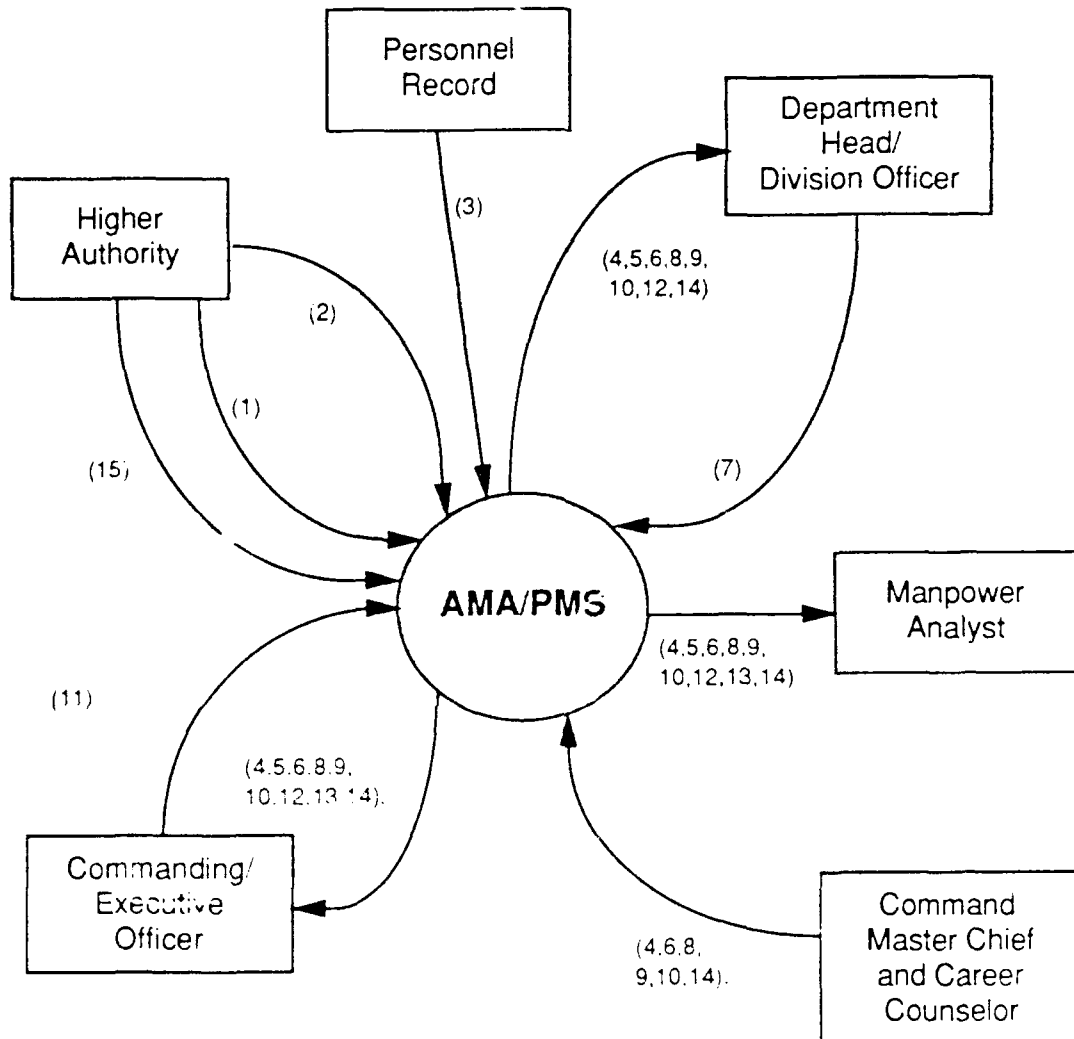 Personnel
Record
Department
Head/
Division Officer
Higher
Authority
(3)
(4,5,6,8,9,
10,12,14)
(2)
(1)
(15)
(7)
AMA/PMS
Manpower
Analyst
(4.5,6,8,9,
10,12,13,14)
(11)
(4.5.6.8.9,
10.12.13.14).
Commanding/
Executive
Officer
(4.6.8,
9,10,14).
Command
Master Chief
and Career
Counselor